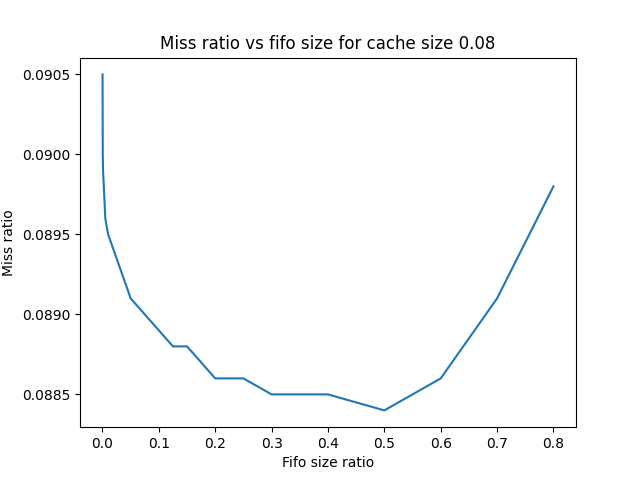 Miss ratio vs fifo size for cache size 0.08
Miss ratio
0.0905
0.0900
0.0895
0.0890
0.0885
0.0 0.1 0.2 0.3 0.4 0.5 0.6 0.7 0.8
Fifo size ratio